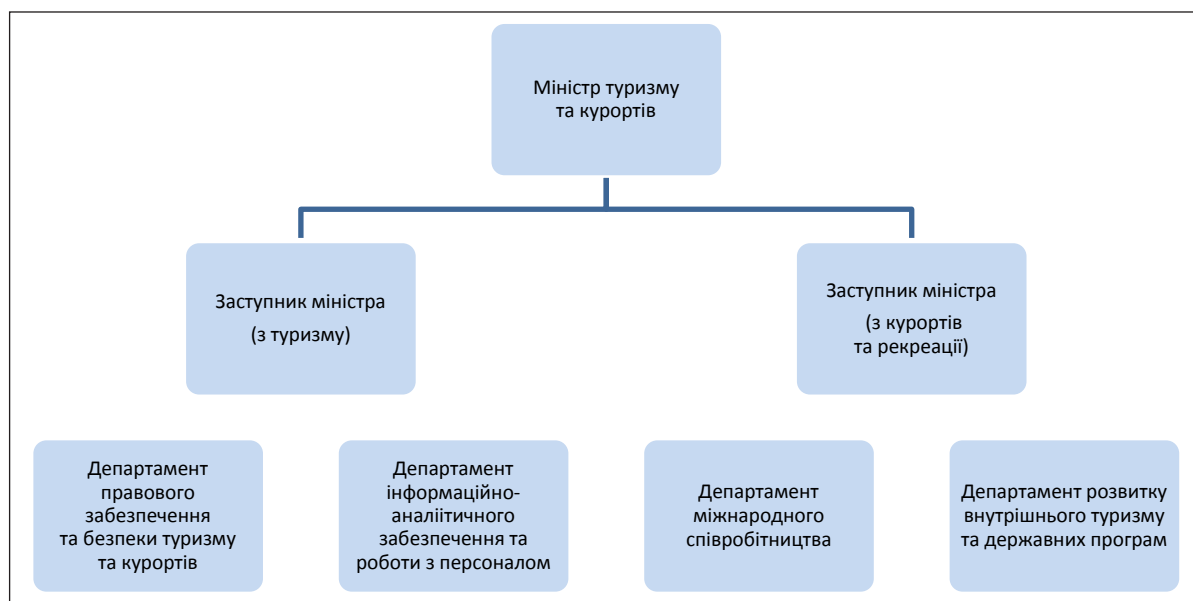 Міністр туризму
та курортів
Заступник міністра
(з туризму)
Заступник міністра
(з курортів
та рекреації)
Департамент
правового
забезпечення
та безпеки туризму
та курортів
Департамент
інформаційно-
аналіітичного
забезпечення та
роботи з персоналом
Департамент
міжнародного
співробітництва
Департамент розвитку
внутрішнього туризму
та державних програм